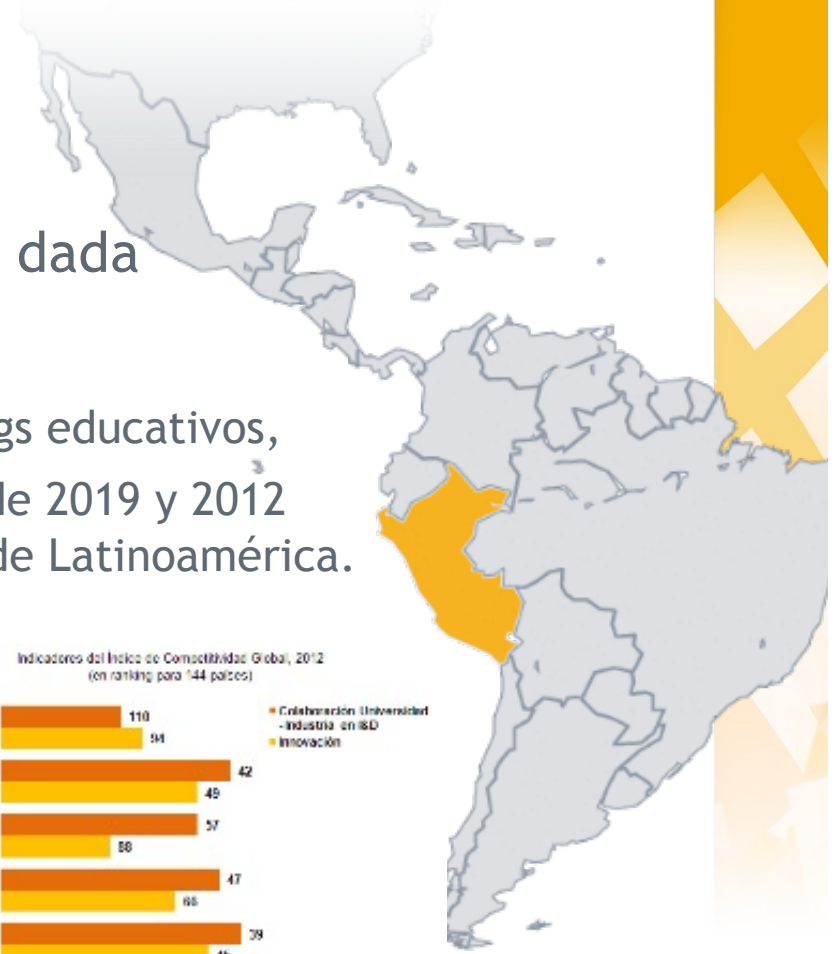 dada
gs educativos,
de 2019 y 2012
de Latinoamérica.
Indicadores del Índice de Competitividad Global, 2012
(en ranking para 144 países)
110
94
Colaboración Universidad
- Industria en I&D
Innovación
42
49
57
88
47
66
39